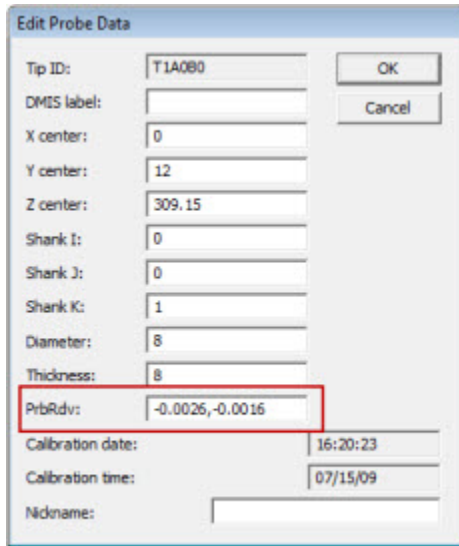 Edit Probe Data
Tip ID: T1A0B0 OK
DMIS label: Cancel
X center: 0
Y center: 12
Z center: 309.15
Shank I: 0
Shank J: 0
Shank K: 1
Diameter: 8
Thickness: 8
PrbRdv: -0.0026,-0.0016
Calibration date: 16:20:23
Calibration time: 07/15/09
Nickname: